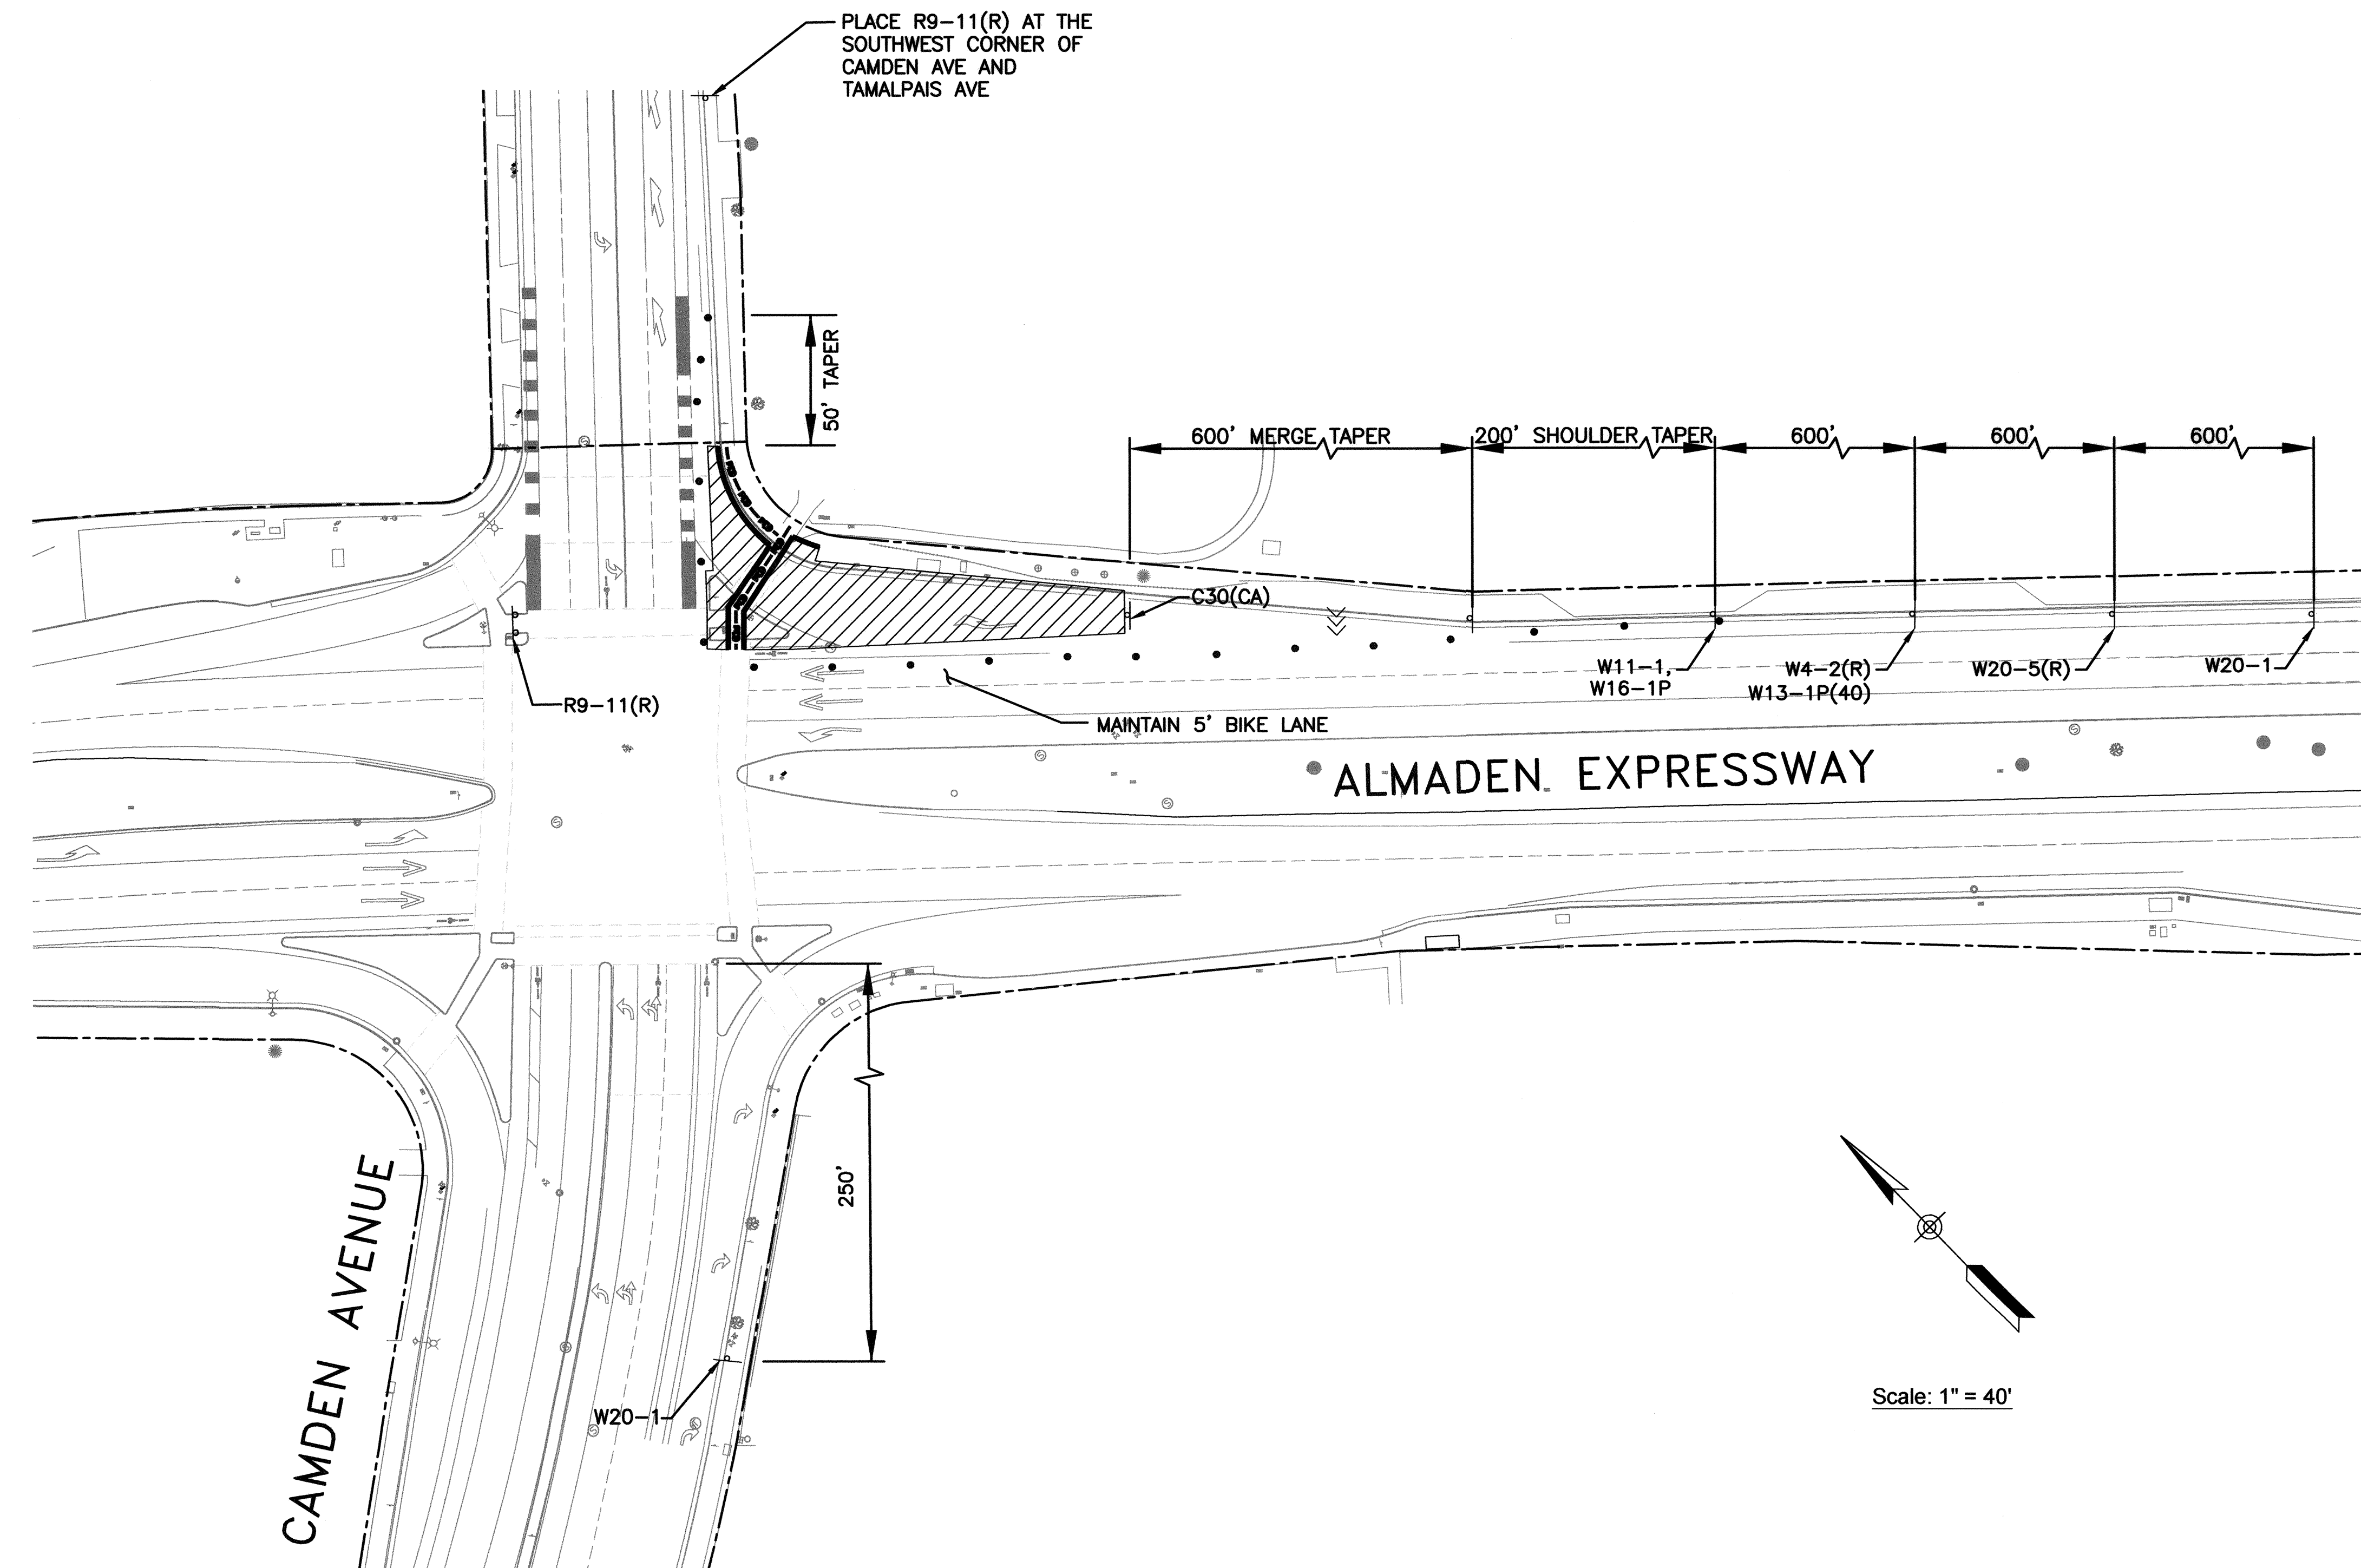 PLACE R9-11(R) AT THE
SOUTHWEST CORNER OF
CAMDEN AVE AND
TAMALPAIS AVE
50' TAPER
600' MERGE TAPER
200' SHOULDER TAPER
600'
600'
600'
C30(CA)
W11-1,
W16-1P
W4-2(R)
W13-1P(40)
W20-5(R)
W20-1
R9-11(R)
MAINTAIN 5' BIKE LANE
ALMADEN EXPRESSWAY
250'
CAMDEN AVENUE
W20-1
Scale: 1" = 40'